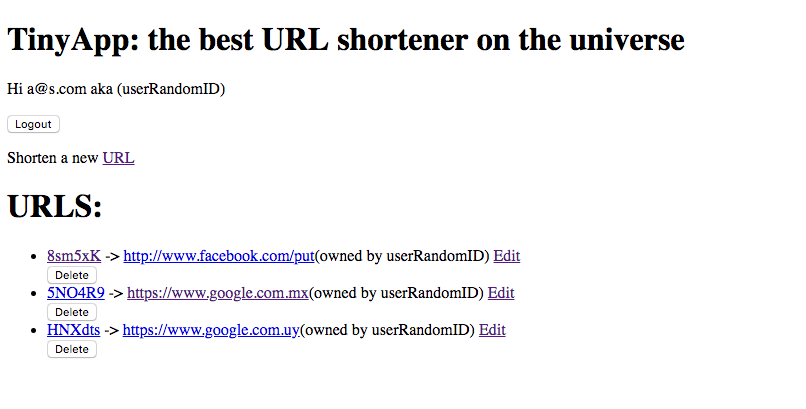 TinyApp: the best URL shortener on the universe
Hi a@s.com aka (userRandomID)
Logout
Shorten a new URL
URLS:
8sm5xK -> http://www.facebook.com/put(owned by userRandomID) Edit
Delete
5NO4R9 -> https://www.google.com.mx(owned by userRandomID) Edit
Delete
HNXdts -> https://www.google.com.uy(owned by userRandomID) Edit
Delete